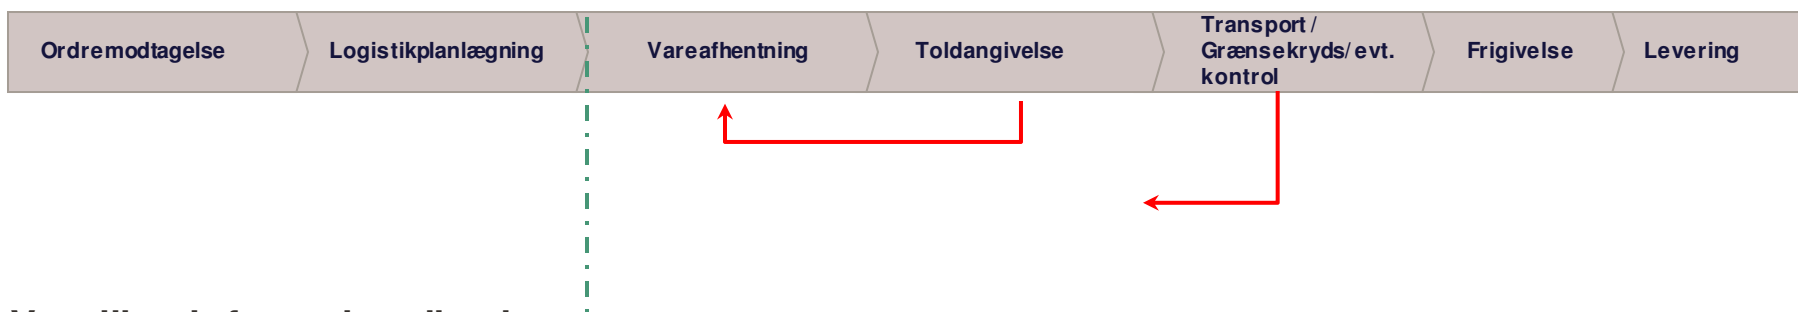 Ordremodtagelse
Logistikplanlægning
Vareafhentning
Toldangivelse
Transport/
Grænsekryds/evt.
kontrol
Frigivelse
Levering